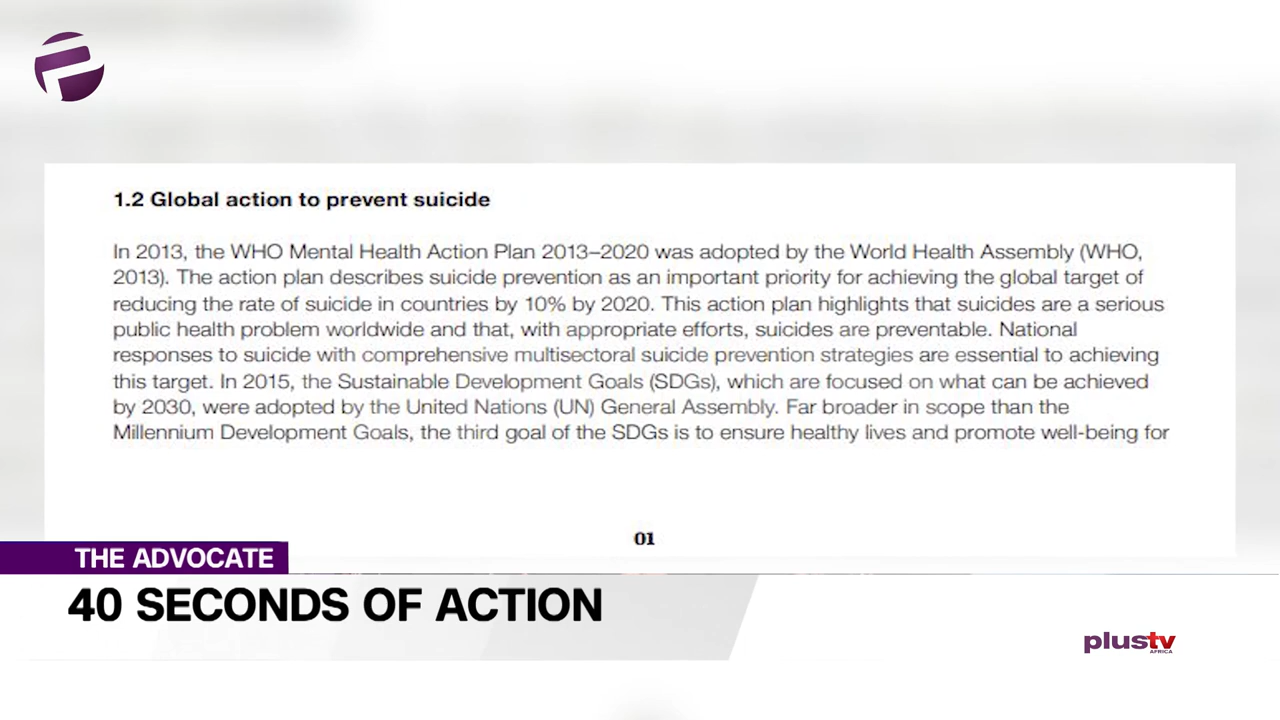 1.2 Global action to prevent suicide
In 2013, the WHO Mental Health Action Plan 2013–2020 was adopted by the World Health Assembly (WHO,
2013). The action plan describes suicide prevention as an important priority for achieving the global target of
reducing the rate of suicide in countries by 10% by 2020. This action plan highlights that suicides are a serious
public health problem worldwide and that, with appropriate efforts, suicides are preventable. National
responses to suicide with comprehensive multisectoral suicide prevention strategies are essential to achieving
this target. In 2015, the Sustainable Development Goals (SDGs), which are focused on what can be achieved
by 2030, were adopted by the United Nations (UN) General Assembly. Far broader in scope than the
Millennium Development Goals, the third goal of the SDGs is to ensure healthy lives and promote well-being for
01
THE ADVOCATE
40 SECONDS OF ACTION
plustv
AFRICA